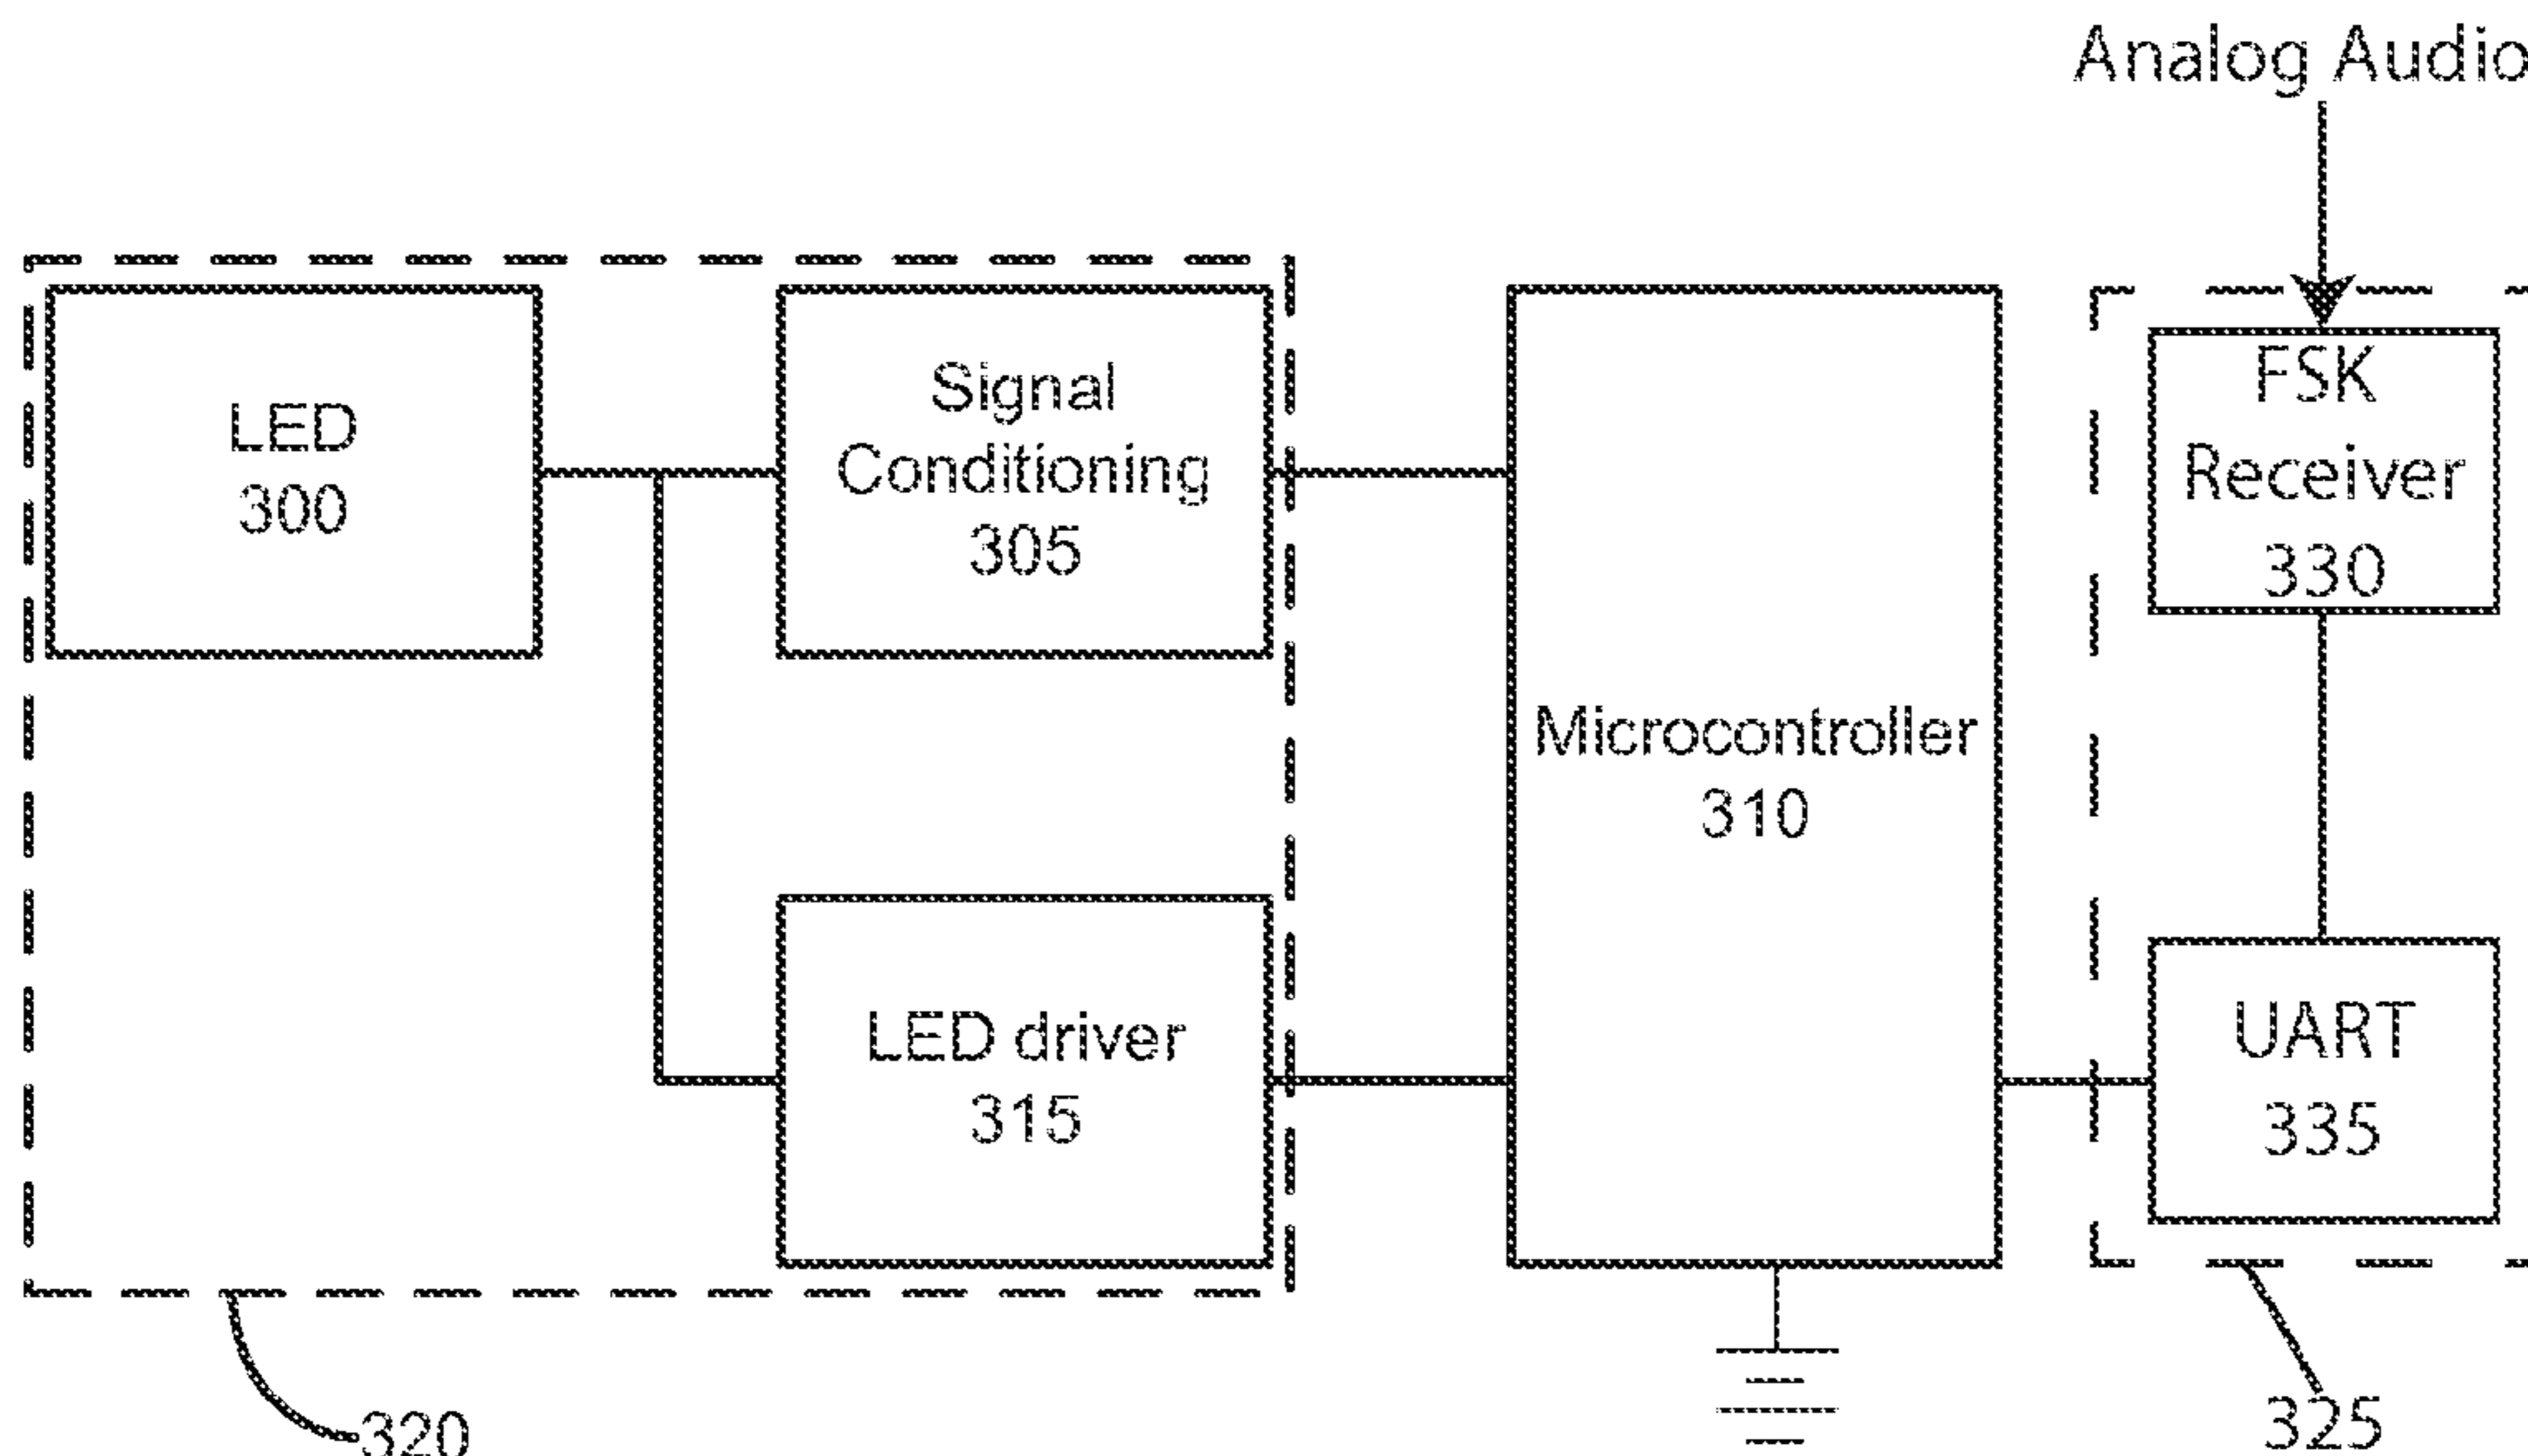 Analog Audio
LED
300
Signal
Conditioning
305
Microcontroller
310
FSK
Receiver
330
LED driver
315
UART
335
320
325